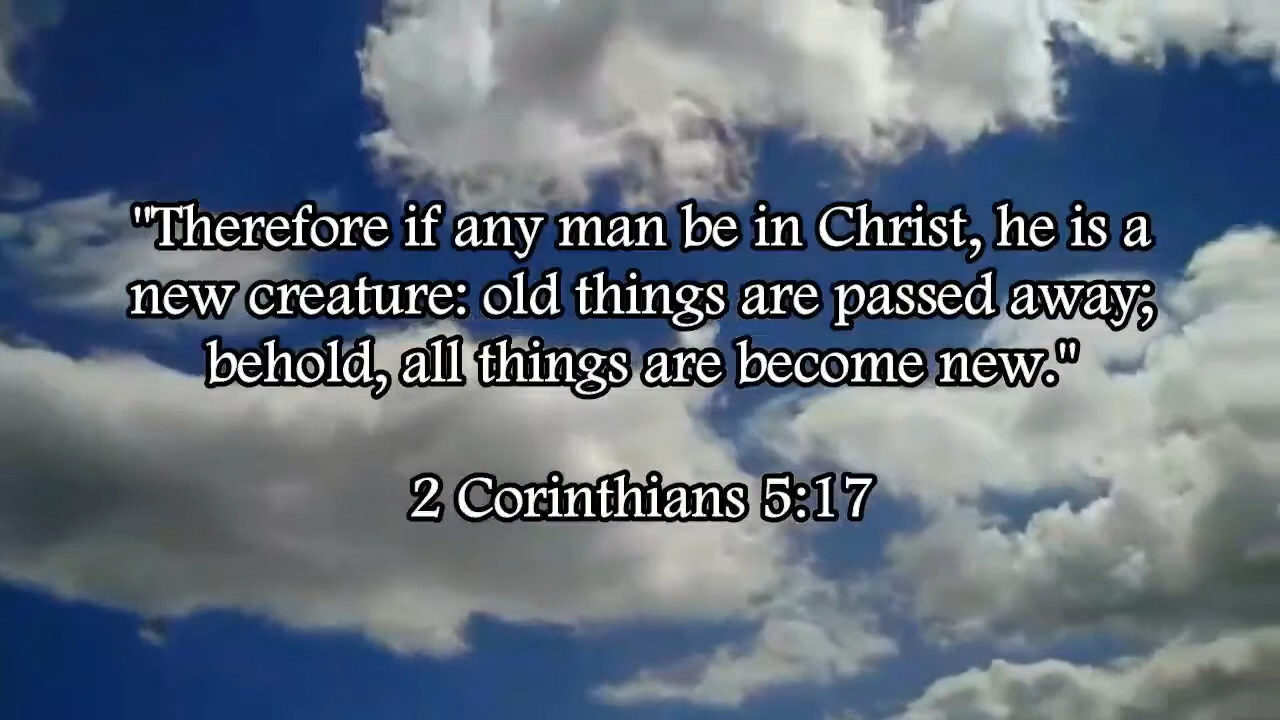 "Therefore if any man be in Christ, he is a
new creature: old things are passed away;
behold, all things are become new."
2 Corinthians 5:17